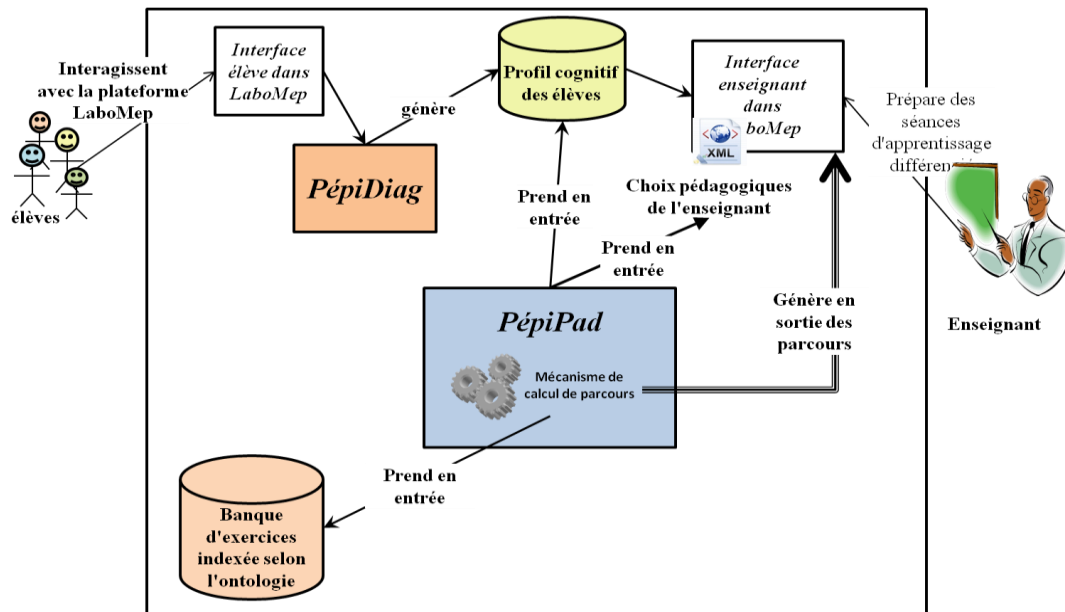 Interagissent
avec la plateforme
LaboMep
élèves
Interface
élève dans
LaboMep
génère
PépiDiag
Profil cognitif
des élèves
Interface
enseignant
dans
boMep
XML
Prépare des
séances
d'apprentissage
différen
Enseignant
Choix pédagogiques
de l'enseignant
Prend en
entrée
Prend en
entrée
PépiPad
Mécanisme de
calcul de parcours
Génère en
sortie des
parcours
Prend en
entrée
Banque
d'exercices
indexée selon
l'ontologie